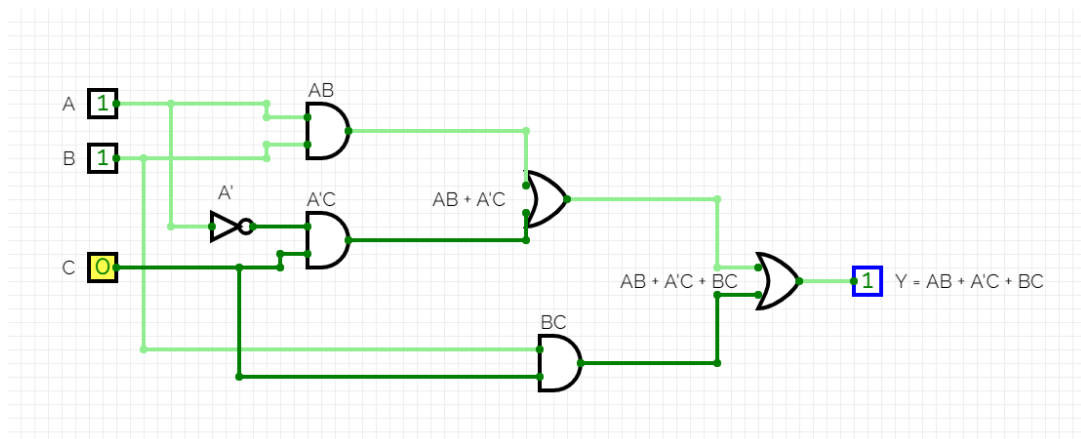 AB
A 1
B 1
A'
A'C
AB + A'C
C 0
AB + A'C + BC
1 Y = AB + A'C + BC
BC